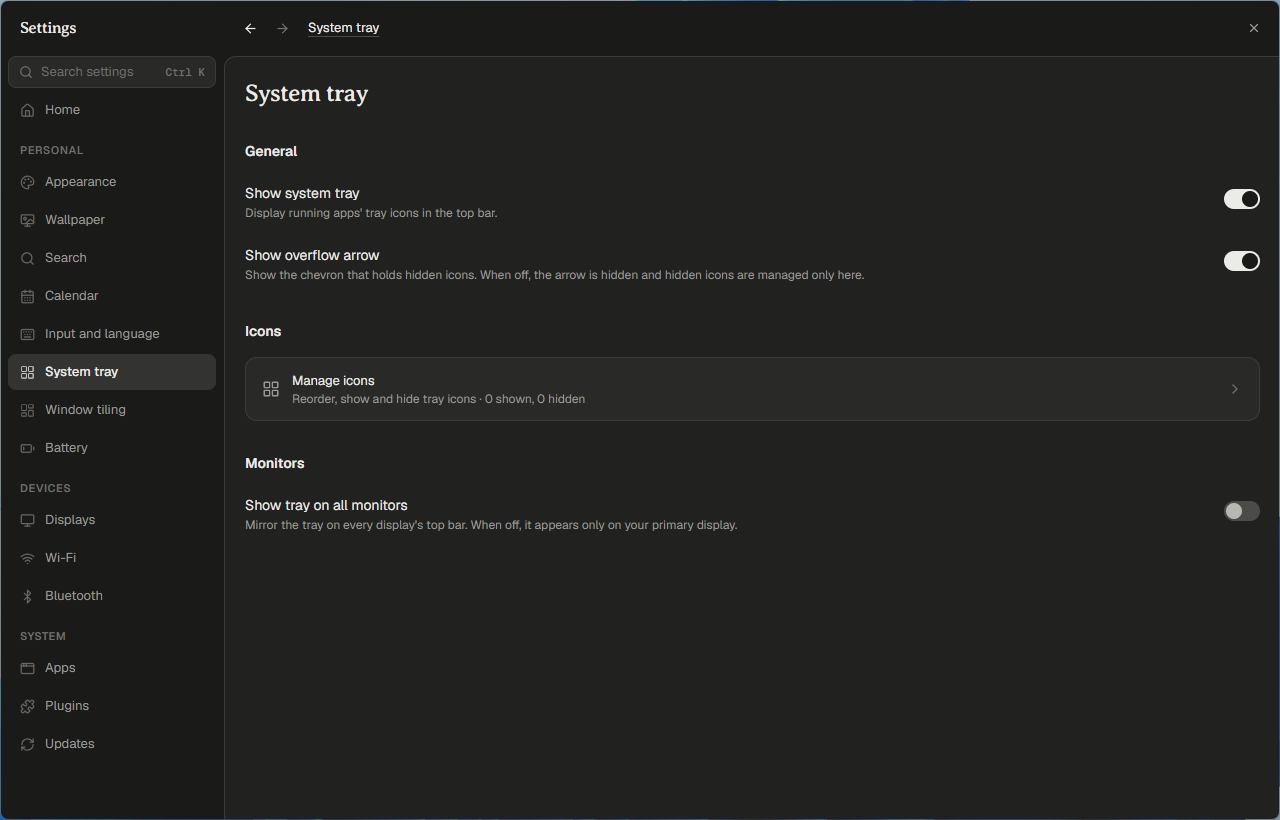 Settings
System tray
Search settings
Ctrl K
Home
PERSONAL
Appearance
Wallpaper
Search
Calendar
Input and language
System tray
Window tiling
Battery
DEVICES
Displays
Wi-Fi
Bluetooth
SYSTEM
Apps
Plugins
Updates
System tray
General
Show system tray
Display running apps' tray icons in the top bar.
Show overflow arrow
Show the chevron that holds hidden icons. When off, the arrow is hidden and hidden icons are managed only here.
Icons
Manage icons
Reorder, show and hide tray icons · 0 shown, 0 hidden
Monitors
Show tray on all monitors
Mirror the tray on every display's top bar. When off, it appears only on your primary display.